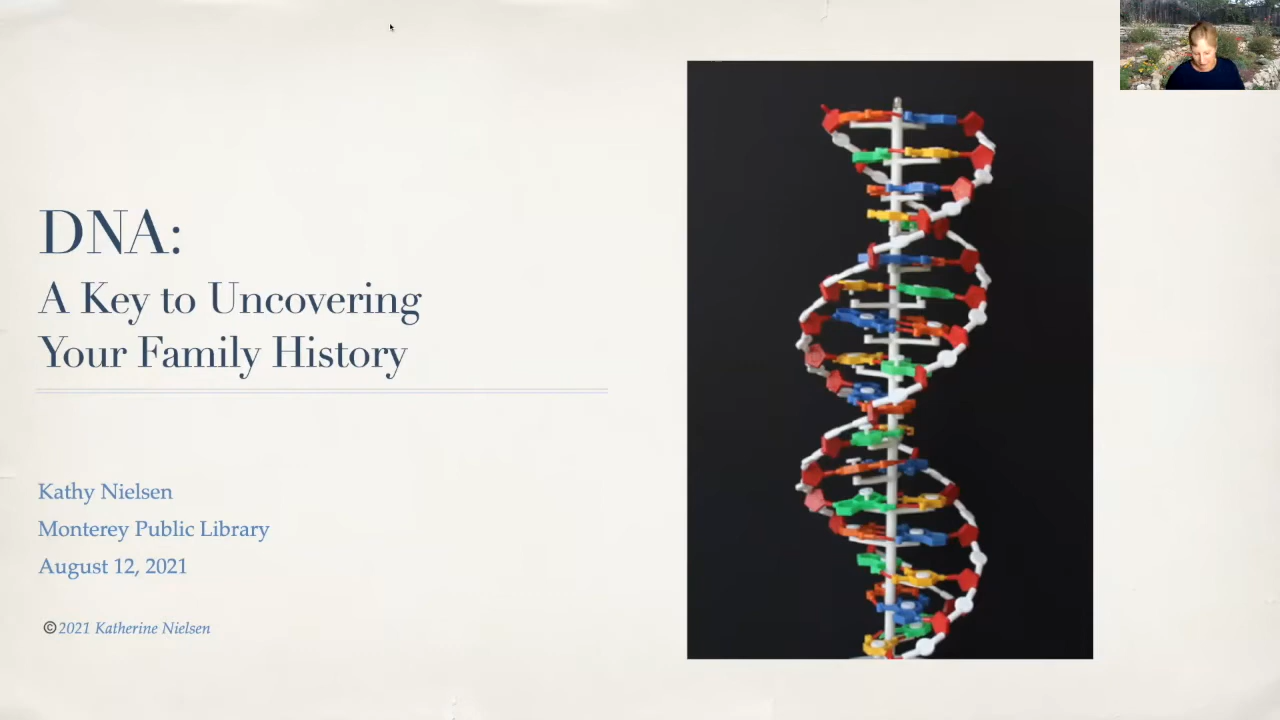 DNA:
A Key to Uncovering
Your Family History
Kathy Nielsen
Monterey Public Library
August 12, 2021
©2021 Katherine Nielsen